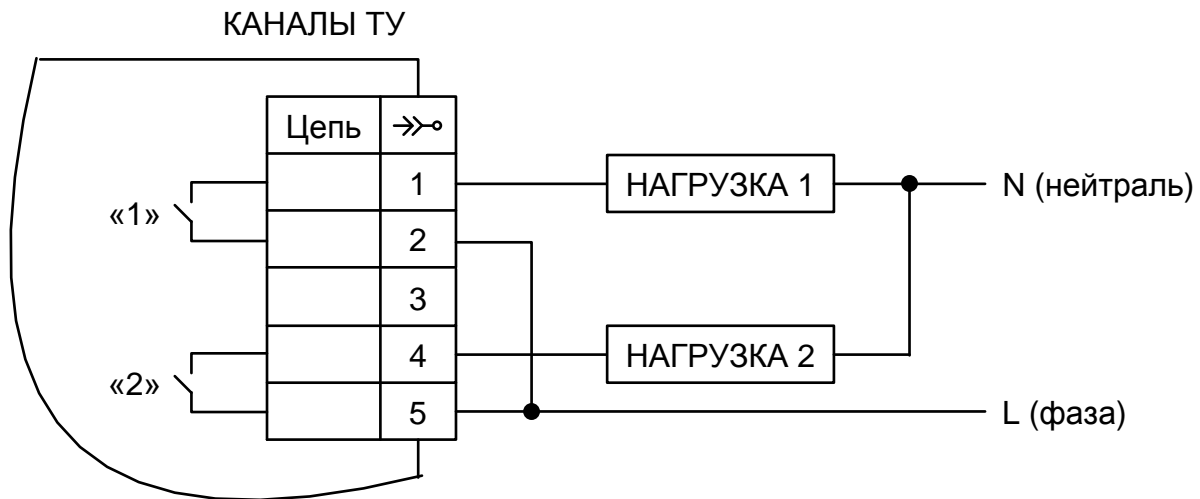 КАНАЛЫ ТУ
Цепь
1 НАГРУЗКА 1 N (нейтраль)
«1»
2
3
4 НАГРУЗКА 2
«2»
5 L (фаза)